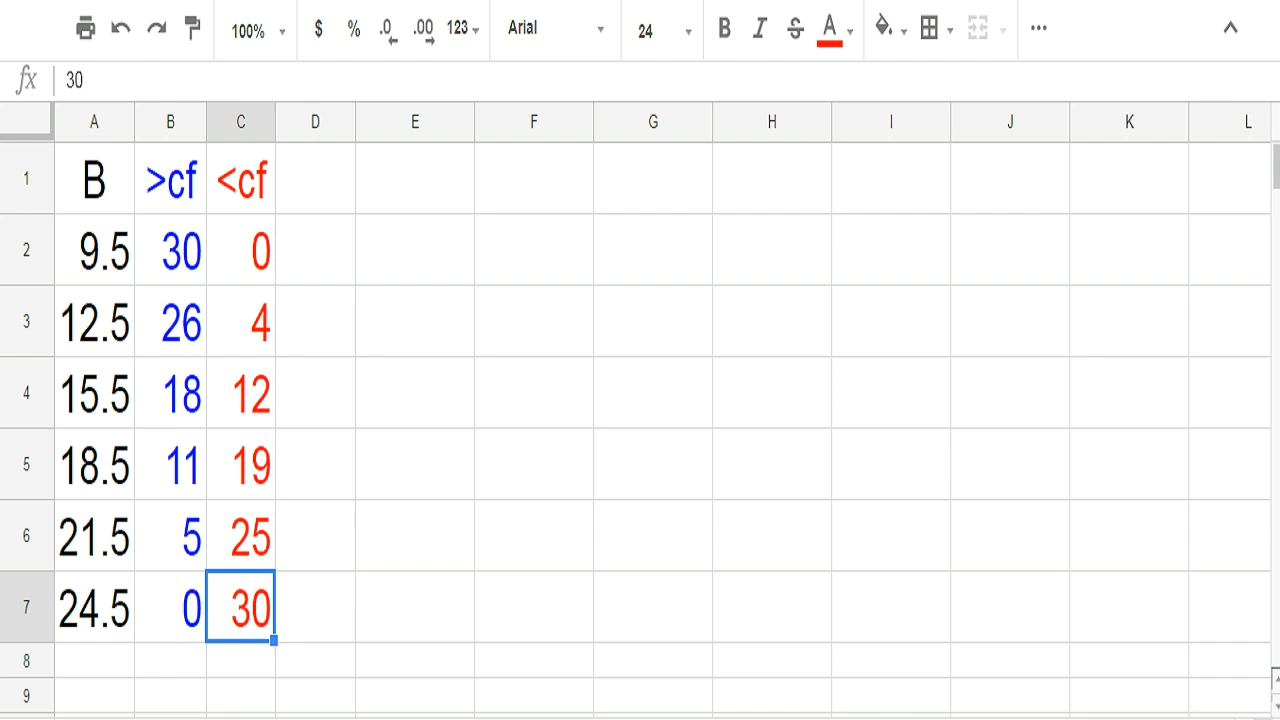 100% $ % .0 .00 123 Arial 24 B I S A
fx 30
A B C D E F G H I J K L
1 B >cf <cf
2 9.5 30 0
3 12.5 26 4
4 15.5 18 12
5 18.5 11 19
6 21.5 5 25
7 24.5 0 30
8
9